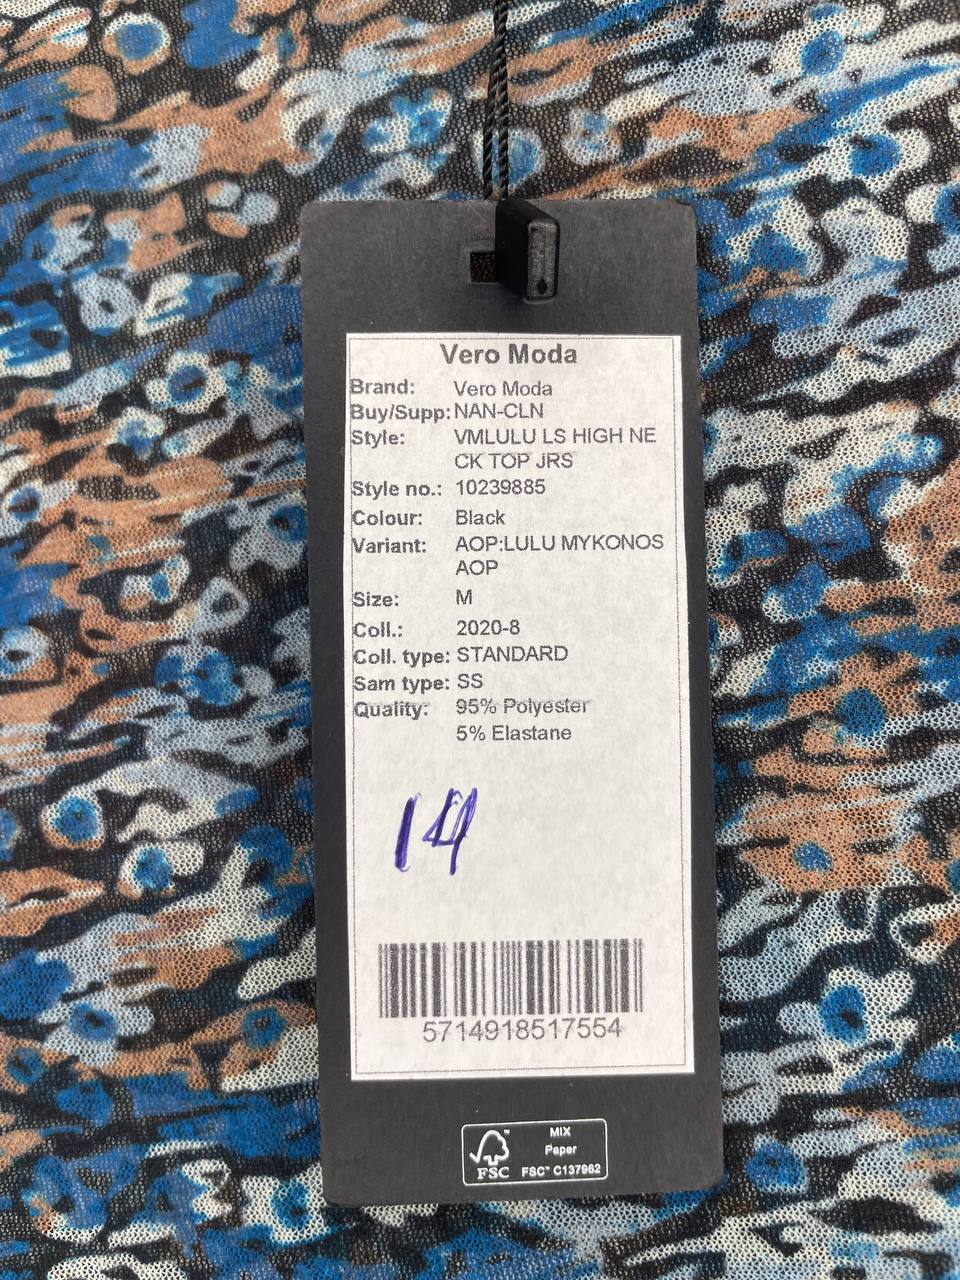 Vero Moda
Brand: Vero Moda
Buy/Supp: NAN-CLN
Style: VMLULU LS HIGH NE
CK TOP JRS
Style no.: 10239885
Colour: Black
Variant: AOP:LULU MYKONOS
AOP
Size: M
Coll.: 2020-8
Coll. type: STANDARD
Sam type: SS
Quality: 95% Polyester
5% Elastane
14
5714918517554
FSC™
MIX
Paper
FSC™ C137962